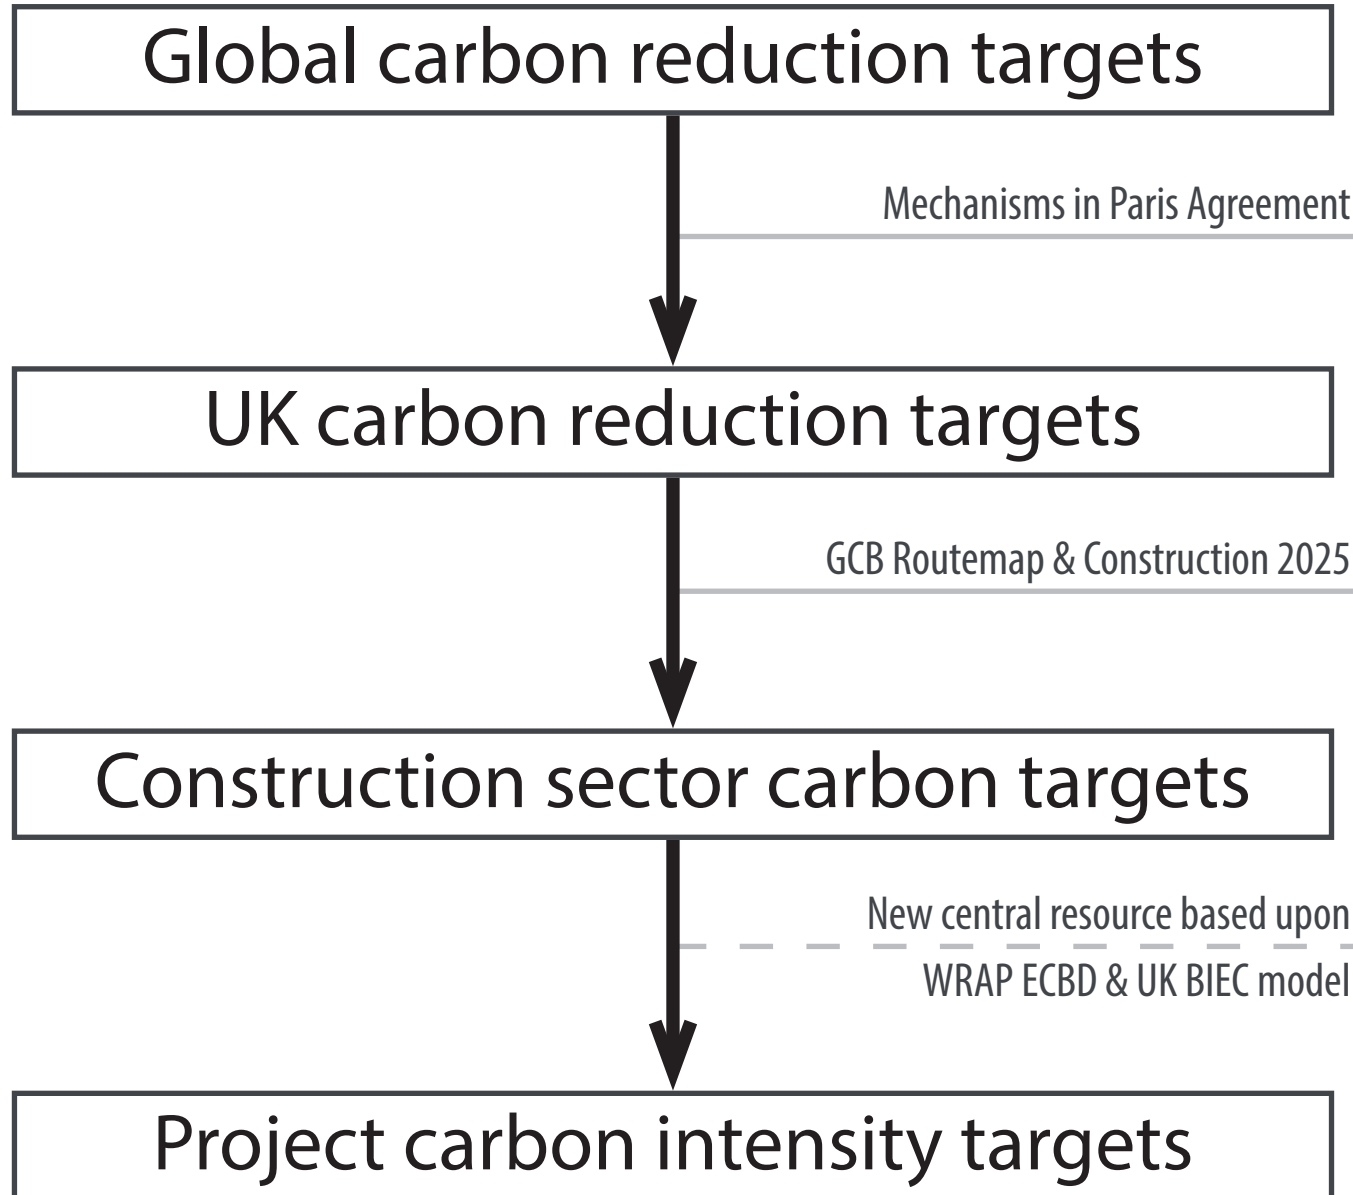 Global carbon reduction targets
Mechanisms in Paris Agreement
UK carbon reduction targets
GCB Routemap & Construction 2025
Construction sector carbon targets
New central resource based upon
WRAP ECBD & UK BIEC model
Project carbon intensity targets